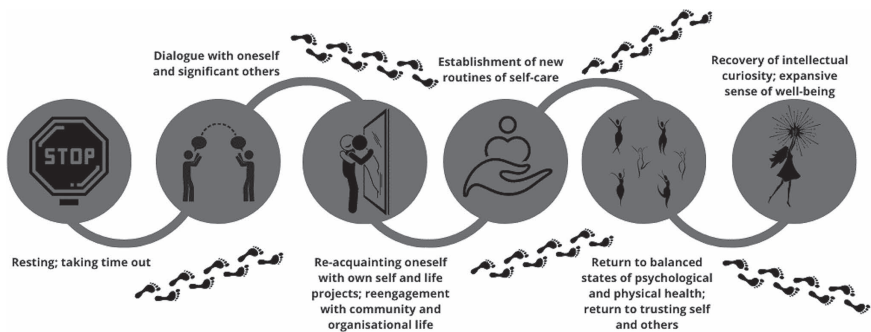 Dialogue with oneself
and significant others
Establishment of new
routines of self-care
Recovery of intellectual
curiosity; expansive
sense of well-being
STOP
Resting; taking time out
Re-acquainting oneself
with own self and life
projects; reengagement
with community and
organisational life
Return to balanced
states of psychological
and physical health;
return to trusting self
and others